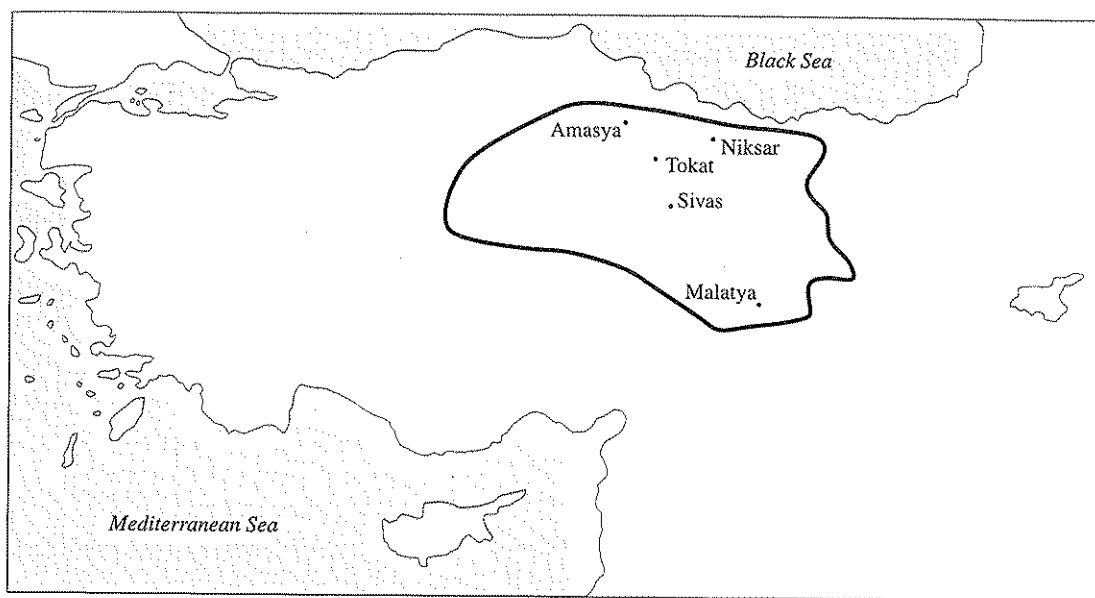 Black Sea
Amasya
Niksar
Tokat
Sivas
Malatya
Mediterranean Sea